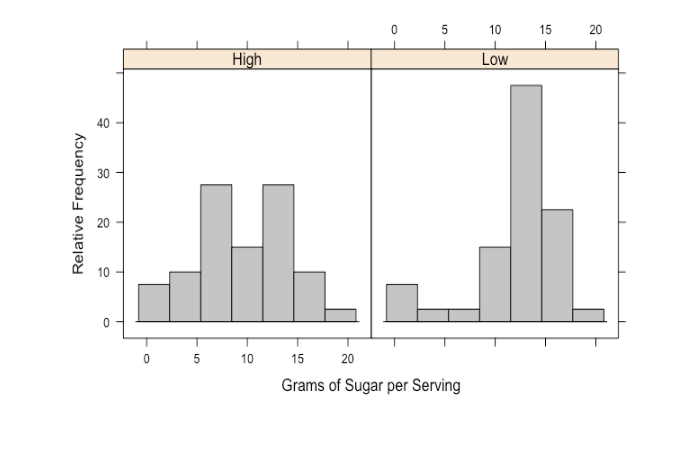 0 5 10 15 20
High Low
40
30
20
10
0
Relative Frequency
0 5 10 15 20
Grams of Sugar per Serving